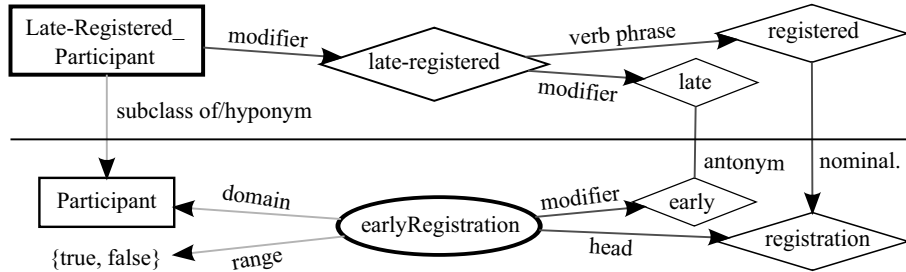 Late-Registered_
Participant
modifier
late-registered
verb phrase
registered
modifier
late
subclass of/hyponym
antonym
nominal.
Participant
domain
earlyRegistration
modifier
early
{true, false}
range
head
registration